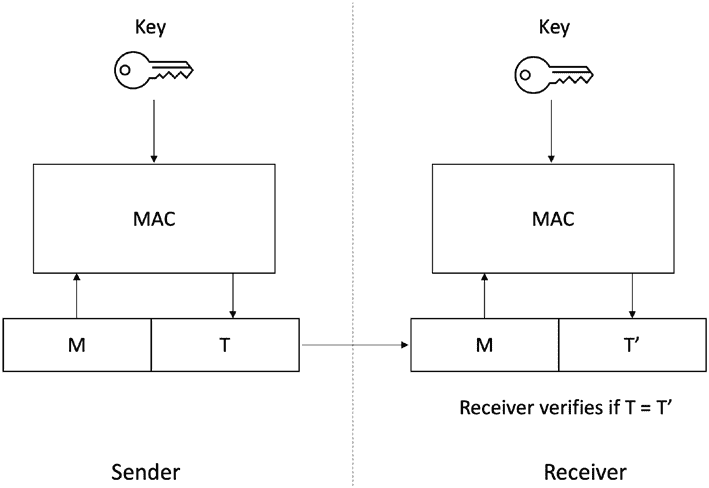 Key
Key
MAC
MAC
M
T
M
T’
Receiver verifies if T = T’
Sender
Receiver